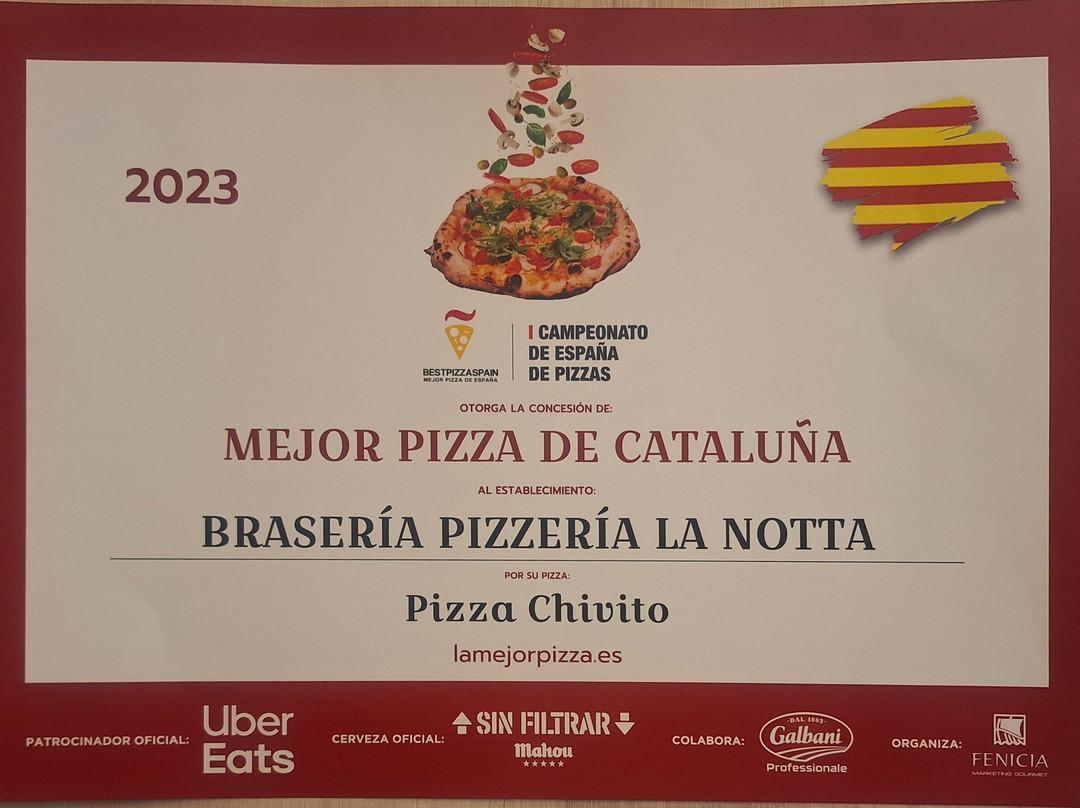 2023
BESTPIZZASPAIN
MEJOR PIZZA DE ESPAÑA
I CAMPEONATO
DE ESPAÑA
DE PIZZAS
OTORGA LA CONCESIÓN DE:
MEJOR PIZZA DE CATALUÑA
AL ESTABLECIMIENTO:
BRASERÍA PIZZERÍA LA NOTTA
POR SU PIZZA:
Pizza Chivito
lamejorpizza.es
PATROCINADOR OFICIAL:
Uber
Eats
CERVEZA OFICIAL:
SIN FILTRAR
Mahou
COLABORA:
·DAL 1882·
Galbani
Professionale
ORGANIZA:
FENICIA
MARKETING GOURMET